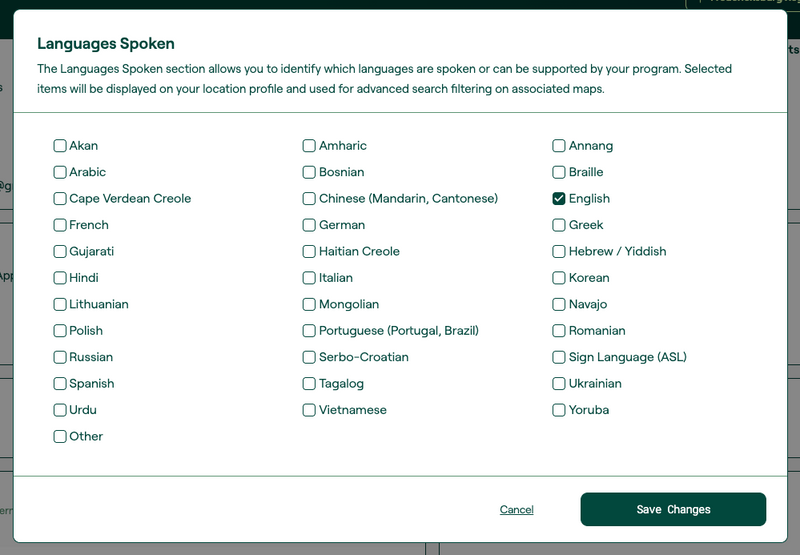 Languages Spoken
The Languages Spoken section allows you to identify which languages are spoken or can be supported by your program. Selected
items will be displayed on your location profile and used for advanced search filtering on associated maps.
Akan
Amharic
Annang
Arabic
Bosnian
Braille
Cape Verdean Creole
Chinese (Mandarin, Cantonese)
English
French
German
Greek
Gujarati
Haitian Creole
Hebrew / Yiddish
Hindi
Italian
Korean
Lithuanian
Mongolian
Navajo
Polish
Portuguese (Portugal, Brazil)
Romanian
Russian
Serbo-Croatian
Sign Language (ASL)
Spanish
Tagalog
Ukrainian
Urdu
Vietnamese
Yoruba
Other
Cancel
Save Changes